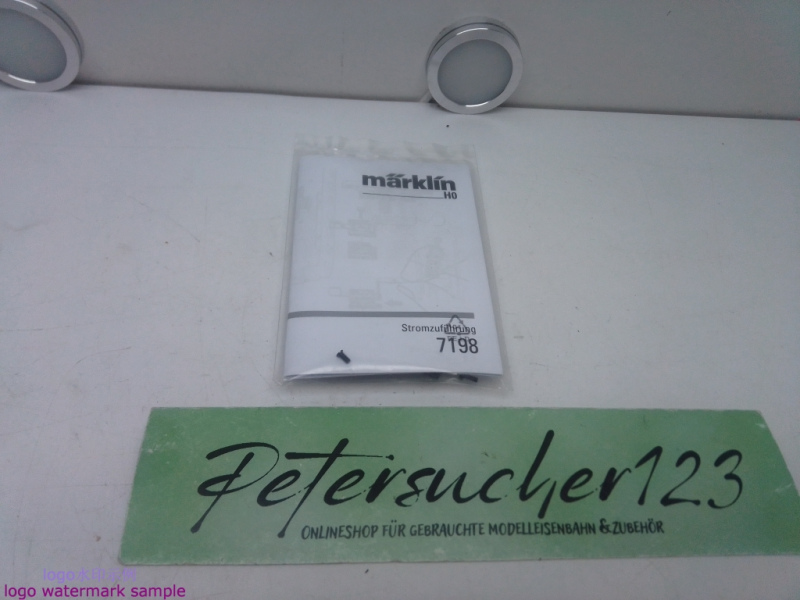 märklin
H0
Stromzuführung
7198
Petersucher123
ONLINESHOP FÜR GEBRAUCHTE MODELLEISENBAHN & ZUBEHÖR
logo watermark sample